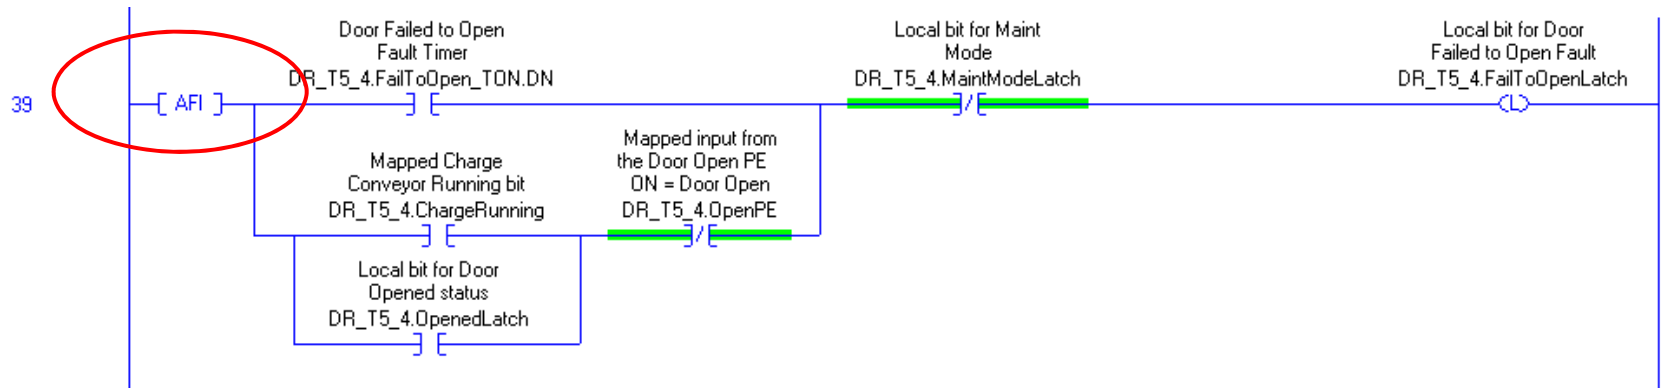 39
AFI
Door Failed to Open
Fault Timer
DR_T5_4.FailToOpen_TON.DN
Local bit for Maint
Mode
DR_T5_4.MaintModeLatch
Local bit for Door
Failed to Open Fault
DR_T5_4.FailToOpenLatch
L
Mapped Charge
Conveyor Running bit
DR_T5_4.ChargeRunning
Mapped input from
the Door Open PE
ON = Door Open
DR_T5_4.OpenPE
Local bit for Door
Opened status
DR_T5_4.OpenedLatch